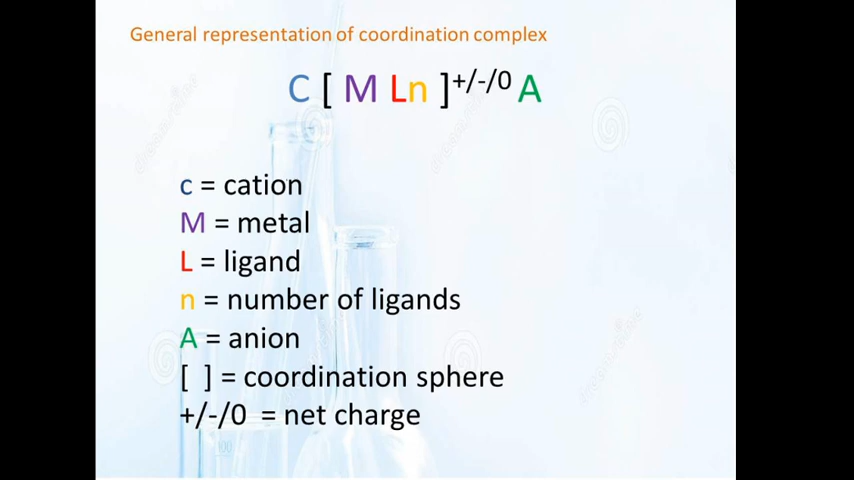 General representation of coordination complex
C [ M Ln ]+/-/0 A
c = cation
M = metal
L = ligand
n = number of ligands
A = anion
[ ] = coordination sphere
+/-/0 = net charge
100